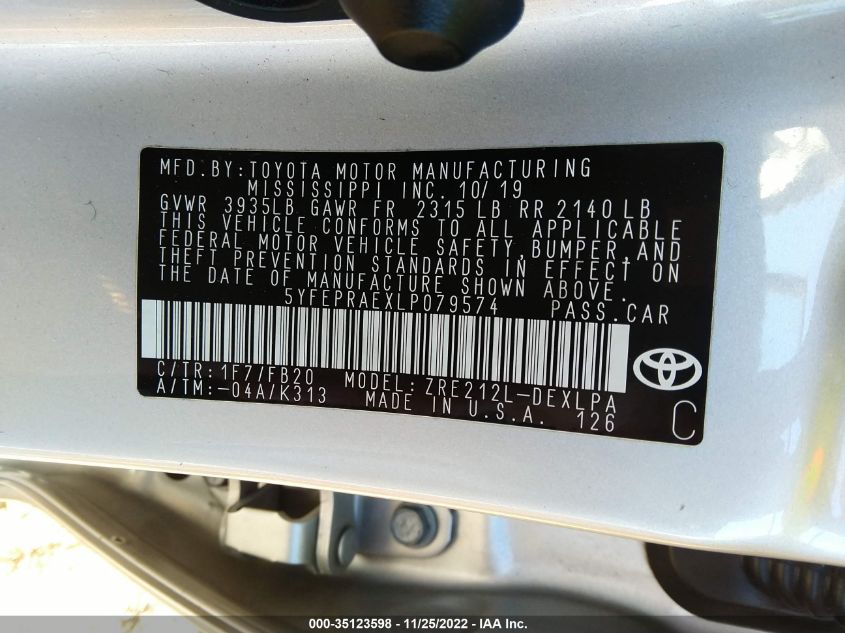 MFD.BY:TOYOTA MOTOR MANUFACTURING
MISSISSIPPI INC. 10/19
GVWR 3935LB GAWR FR 2315 LB RR 2140 LB
THIS VEHICLE CONFORMS TO ALL APPLICABLE
FEDERAL MOTOR VEHICLE SAFETY, BUMPER, AND
THEFT PREVENTION STANDARDS IN EFFECT ON
THE DATE OF MANUFACTURE SHOWN ABOVE.
5YFEPRAEXLP079574 PASS.CAR
C/TR:1F7/FB20 MODEL: ZRE212L-DEXLPA
A/TM:-04A/K313 MADE IN U.S.A. 126
C
000-35123598 - 11/25/2022 - IAA Inc.